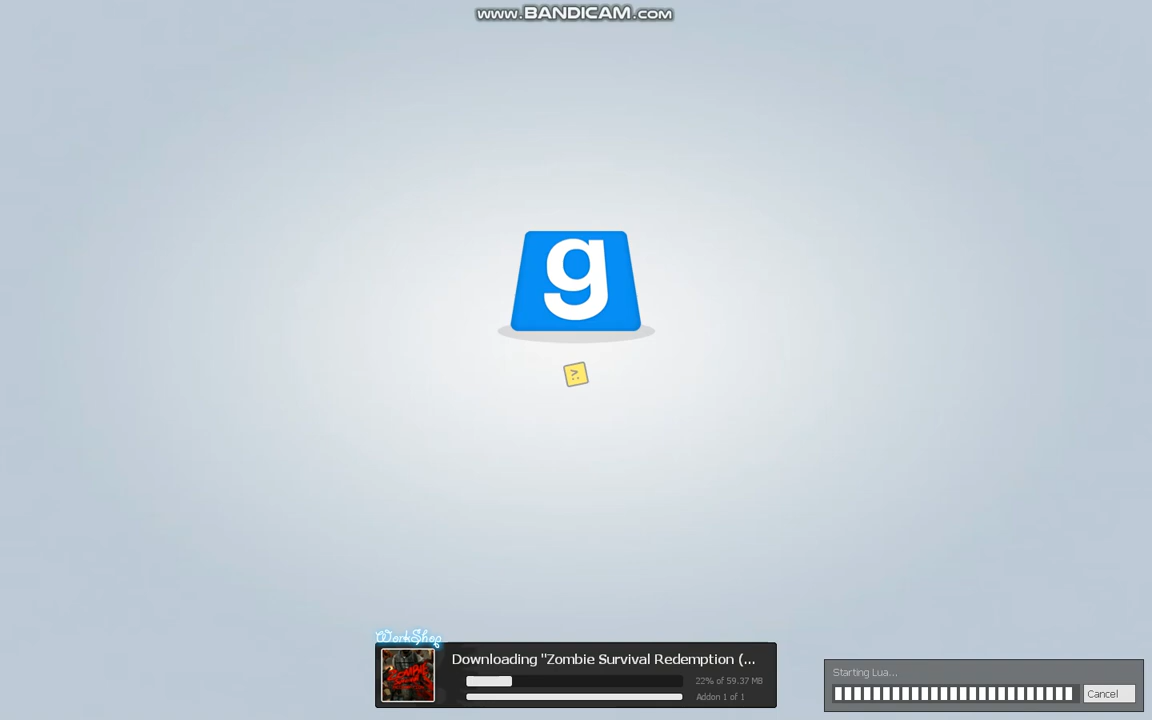 www.BANDICAM.com
g
>:
WorkShop
Downloading "Zombie Survival Redemption (...
22% of 59.37 MB
Addon 1 of 1
Starting Lua...
Cancel